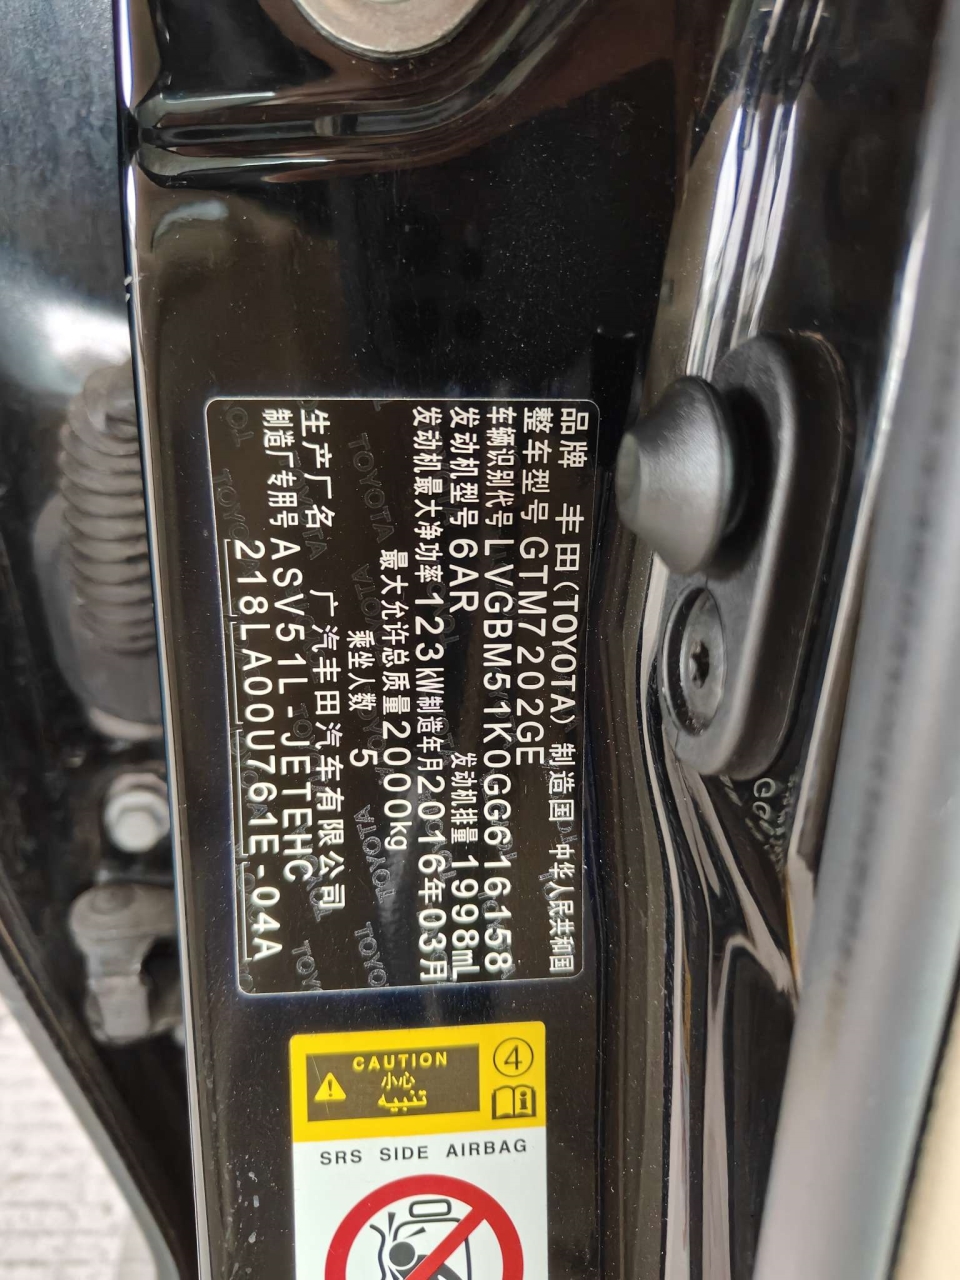 品牌 丰田(TOYOTA) 制造国 中华人民共和国
整车型号 GTM7202GE
车辆识别代号 LVGBM51K0GG616158
发动机型号 6AR 发动机排量 1998mL
发动机最大净功率 123kW 制造年月 2016年03月
最大允许总质量 2000kg
乘坐人数 5
生产厂名 广汽丰田汽车有限公司
制造厂专用号 ASV51L-JETEHC
218LA00U761E-04A
CAUTION
小心
تنبيه
4
SRS SIDE AIRBAG